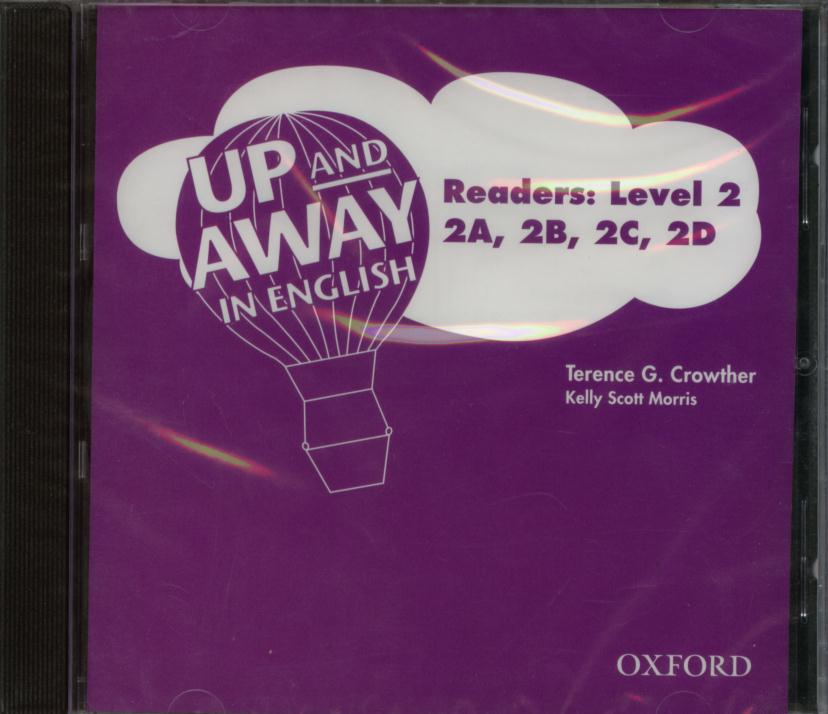 UP AND
AWAY
IN ENGLISH
Readers: Level 2
2A, 2B, 2C, 2D
Terence G. Crowther
Kelly Scott Morris
OXFORD